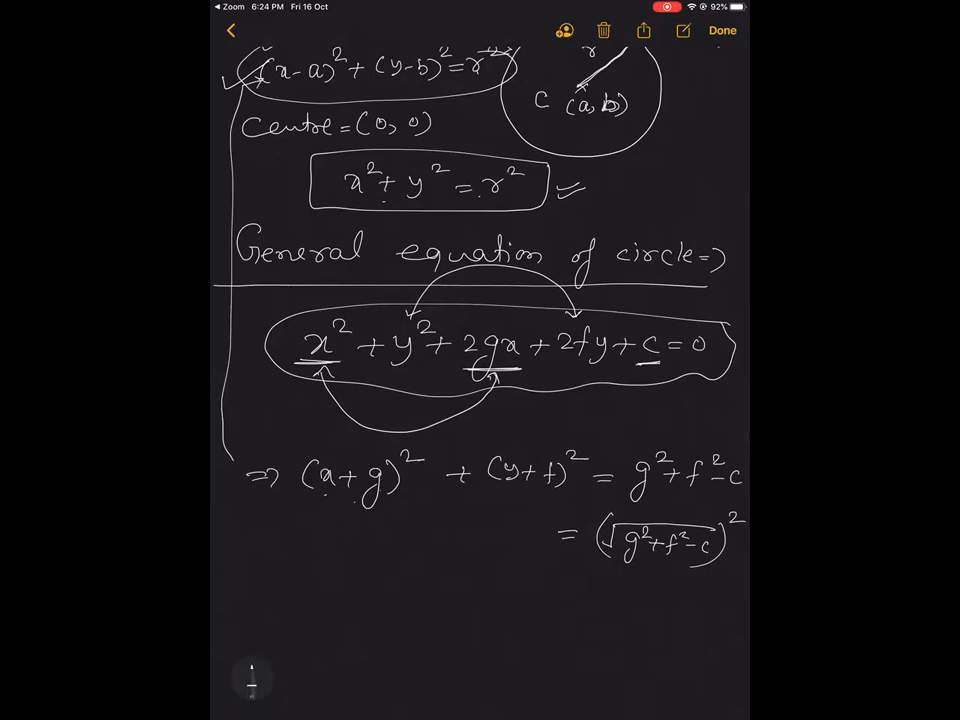 Zoom 6:24 PM Fri 16 Oct 92%
Done
(x-a)² + (y-b)² = r²
r
C (a, b)
Centre = (0, 0)
x² + y² = r²
General equation of circle ⇒
x² + y² + 2gx + 2fy + c = 0
⇒ (x+g)² + (y+f)² = g² + f² - c
= (√g²+f²-c)²